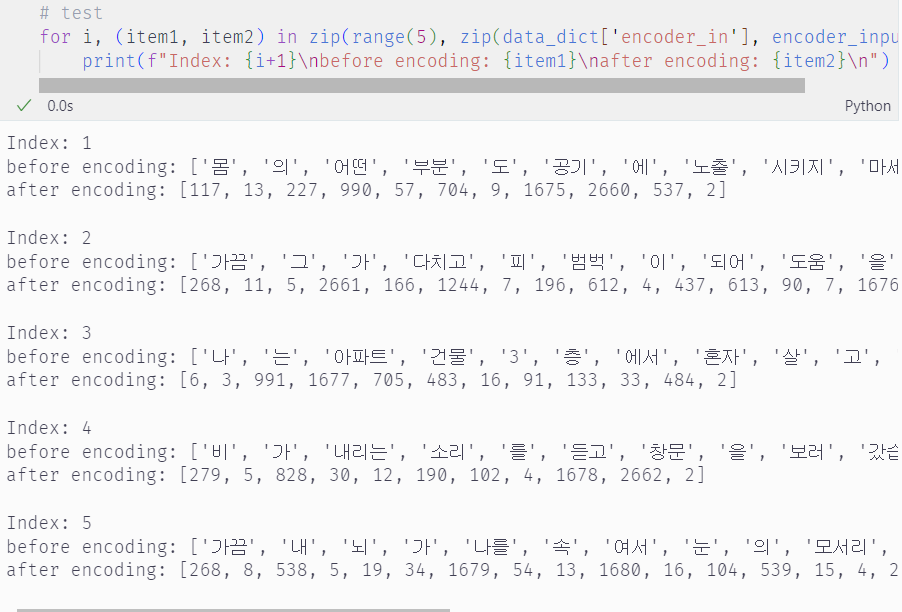 # test
for i, (item1, item2) in zip(range(5), zip(data_dict['encoder_in'], encoder_inpu
print(f"Index: {i+1}\nbefore encoding: {item1}\nafter encoding: {item2}\n")
0.0s
Python
Index: 1
before encoding: ['몸', '의', '어떤', '부분', '도', '공기', '에', '노출', '시키지', '마세
after encoding: [117, 13, 227, 990, 57, 704, 9, 1675, 2660, 537, 2]
Index: 2
before encoding: ['가끔', '그', '가', '다치고', '피', '범벅', '이', '되어', '도움', '을'
after encoding: [268, 11, 5, 2661, 166, 1244, 7, 196, 612, 4, 437, 613, 90, 7, 1676
Index: 3
before encoding: ['나', '는', '아파트', '건물', '3', '층', '에서', '혼자', '살', '고',
after encoding: [6, 3, 991, 1677, 705, 483, 16, 91, 133, 33, 484, 2]
Index: 4
before encoding: ['비', '가', '내리는', '소리', '를', '듣고', '창문', '을', '보러', '갔습
after encoding: [279, 5, 828, 30, 12, 190, 102, 4, 1678, 2662, 2]
Index: 5
before encoding: ['가끔', '내', '뇌', '가', '나를', '속', '여서', '눈', '의', '모서리',
after encoding: [268, 8, 538, 5, 19, 34, 1679, 54, 13, 1680, 16, 104, 539, 15, 4, 2